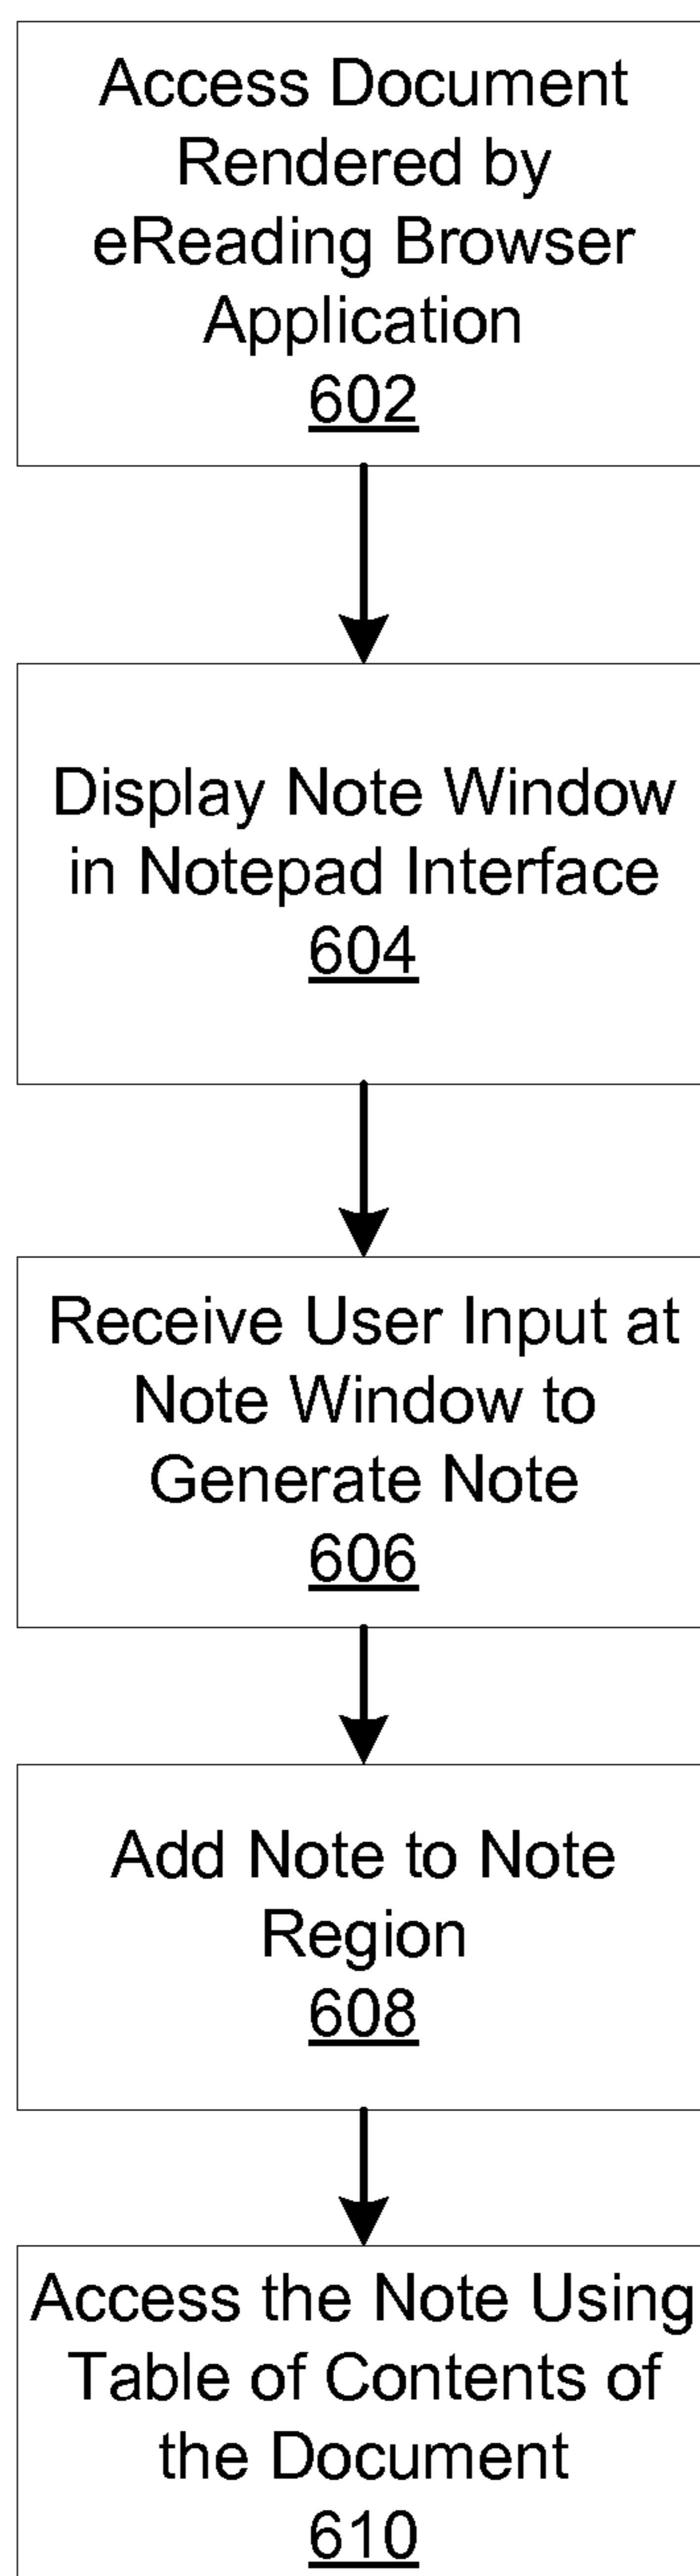 Access Document
Rendered by
eReading Browser
Application
602
Display Note Window
in Notepad Interface
604
Receive User Input at
Note Window to
Generate Note
606
Add Note to Note
Region
608
Access the Note Using
Table of Contents of
the Document
610